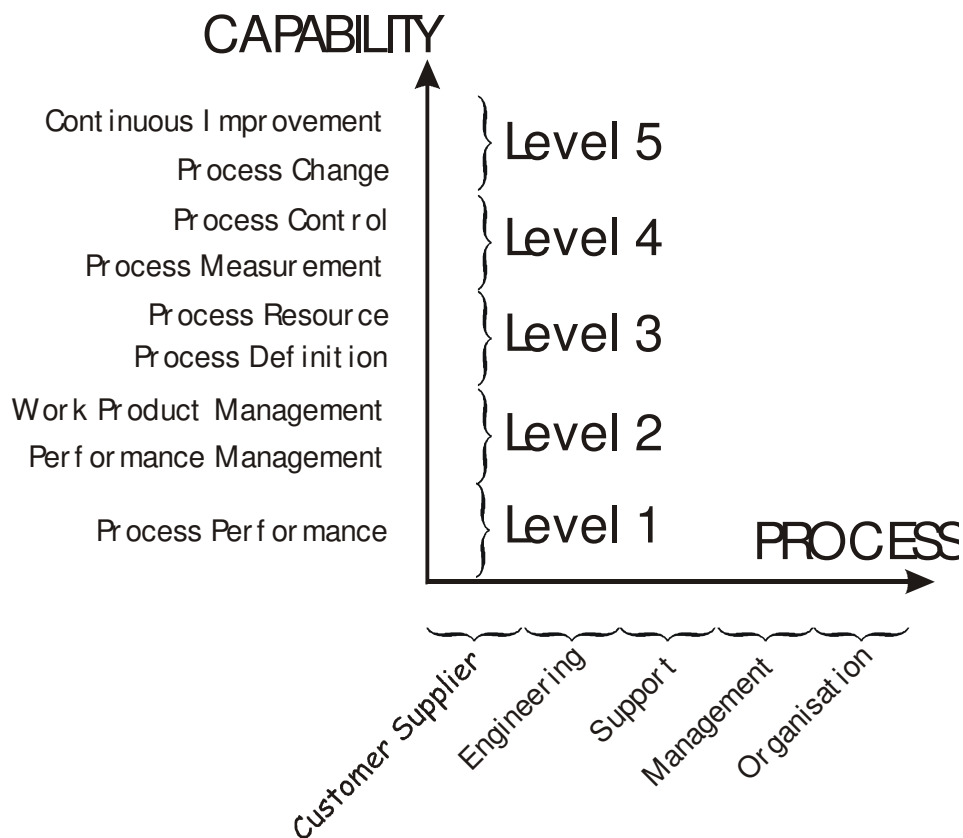 CAPABILITY
Continuous Improvement
Process Change
Level 5
Process Control
Process Measurement
Level 4
Process Resource
Process Definition
Level 3
Work Product Management
Performance Management
Level 2
Process Performance
Level 1
PROCESS
Customer Supplier
Engineering
Support
Management
Organisation